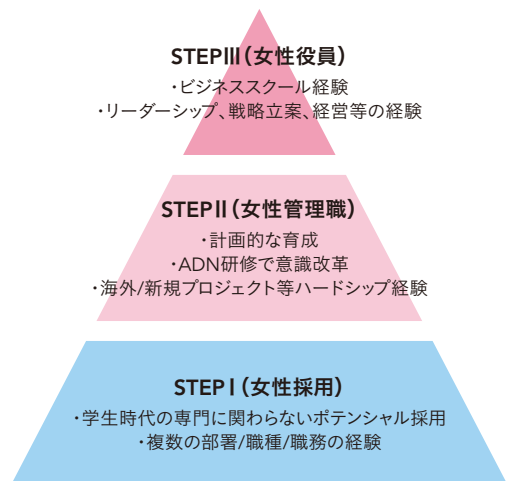 STEPⅢ（女性役員）
・ビジネススクール経験
・リーダーシップ、戦略立案、経営等の経験
STEPⅡ（女性管理職）
・計画的な育成
・ADN研修で意識改革
・海外/新規プロジェクト等ハードシップ経験
STEPⅠ（女性採用）
・学生時代の専門に関わらないポテンシャル採用
・複数の部署/職種/職務の経験